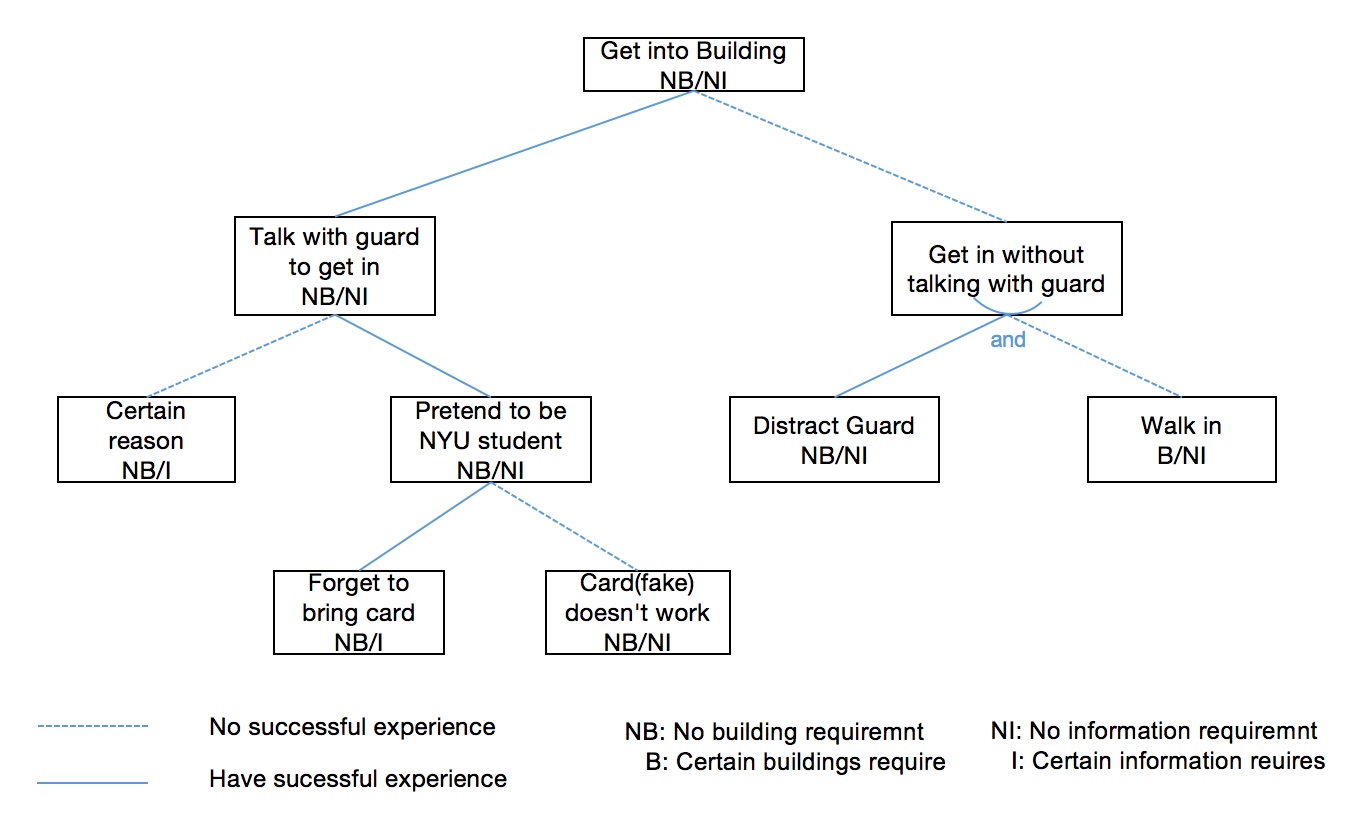 Get into Building
NB/NI
Talk with guard
to get in
NB/NI
Get in without
talking with guard
and
Certain
reason
NB/I
Pretend to be
NYU student
NB/NI
Distract Guard
NB/NI
Walk in
B/NI
Forget to
bring card
NB/I
Card(fake)
doesn't work
NB/NI
No successful experience
Have sucessful experience
NB: No building requiremnt
B: Certain buildings require
NI: No information requiremnt
I: Certain information reuires